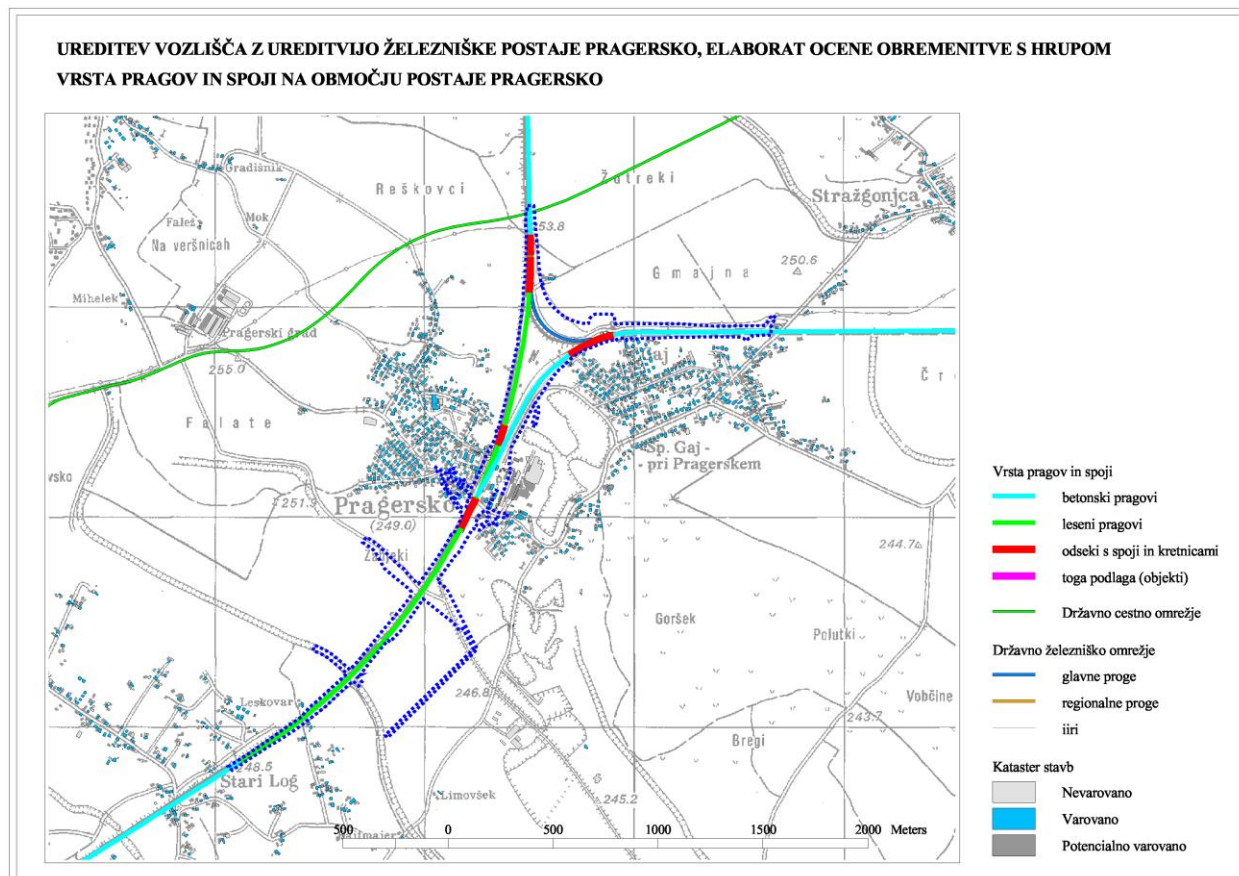 UREDITEV VOZLIŠČA Z UREDITVIJO ŽELEZNIŠKE POSTAJE PRAGERSKO, ELABORAT OCENE OBREMENITVE S HRUPOM
VRSTA PRAGOV IN SPOJI NA OBMOČJU POSTAJE PRAGERSKO
Gradišnik
Reškovci
Žutreki
Stražgonjca
Falež
Mok
Na veršnicah
53.8
Gmajna
250.6
Mihelek
Pragerski grad
255.0
Gaj
Falate
Sp. Gaj
pri Pragerskem
vsko
251.
Pragersko
(249.0)
244.7
Goršek
Polutki
Leskovar
246.8
Vobčine
243.7
Bregi
248.5
Stari Log
Limovšek
245.2
500 0 500 1000 1500 2000 Meters
Vrsta pragov in spoji
betonski pragovi
leseni pragovi
odseki s spoji in kretnicami
toga podlaga (objekti)
Državno cestno omrežje
Državno železniško omrežje
glavne proge
regionalne proge
iiri
Kataster stavb
Nevarovano
Varovano
Potencialno varovano